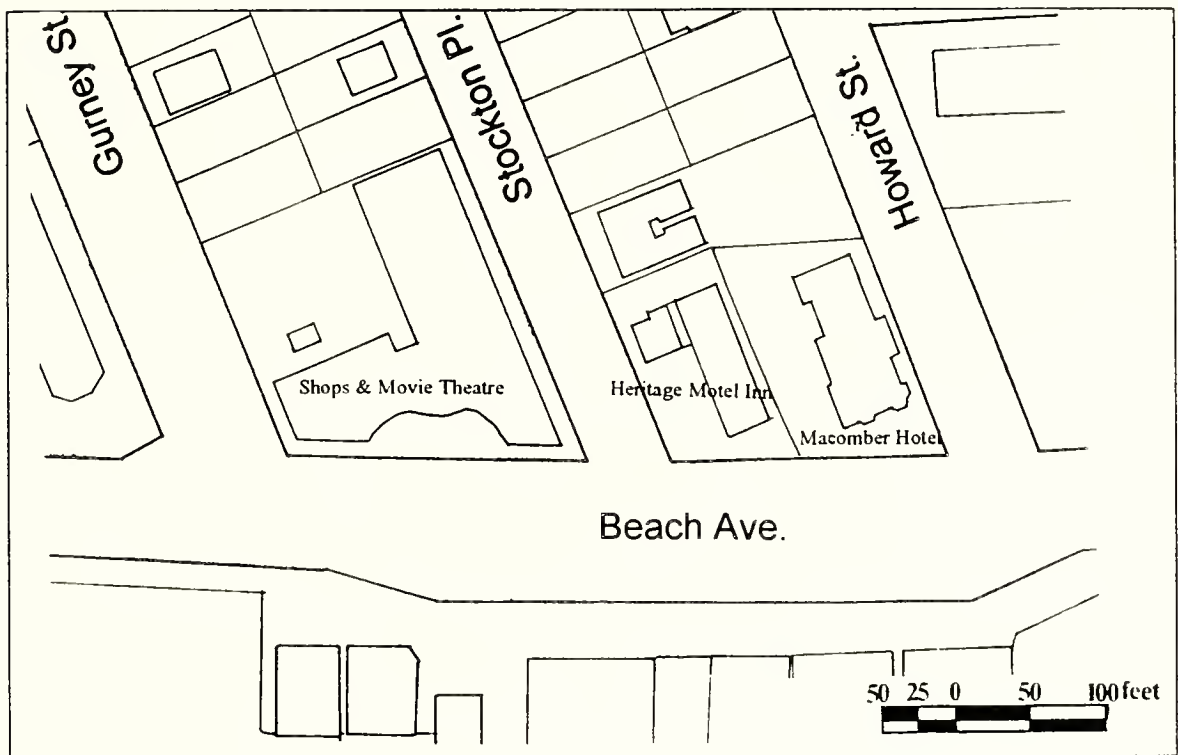 Gurney St
Stockton Pl.
Howard St.
Shops & Movie Theatre
Heritage Motel Inn
Macomber Hotel
Beach Ave.
50 25 0 50 100 feet